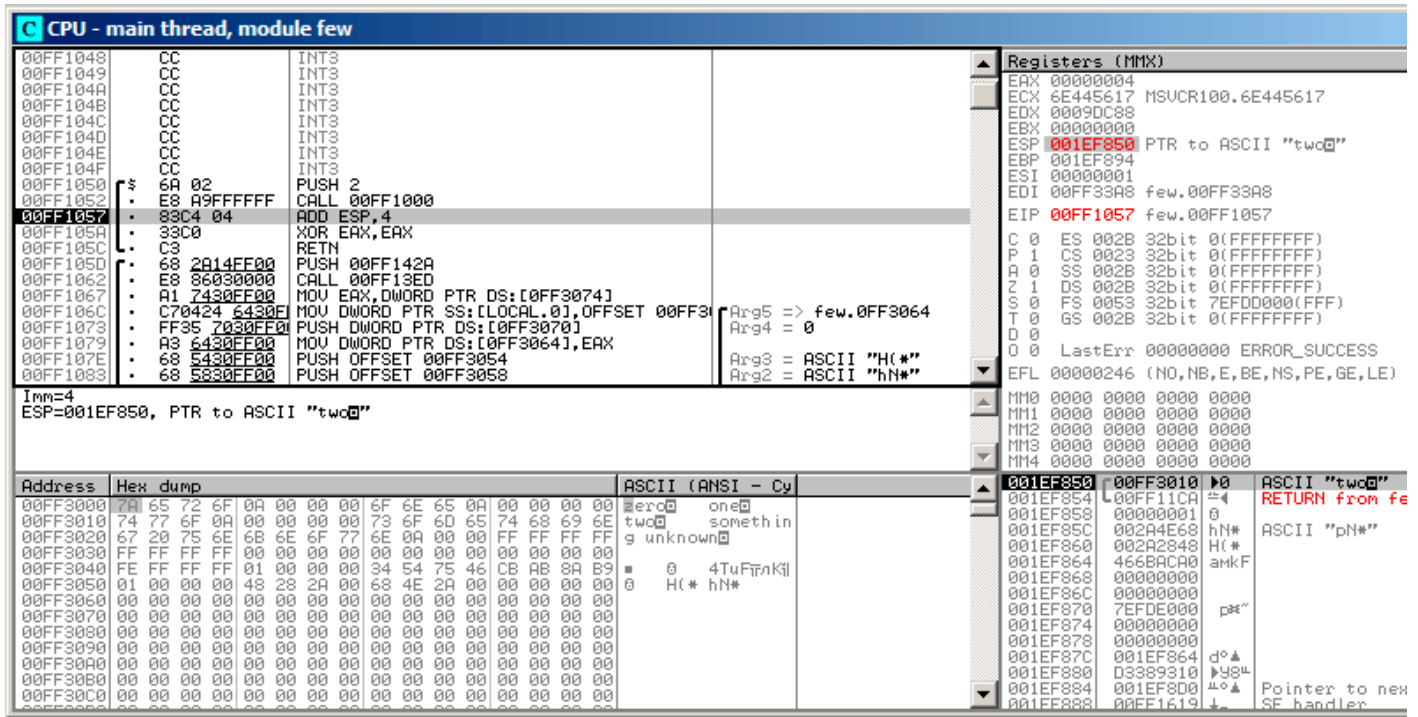 C CPU - main thread, module few
00FF1048 CC INT3
00FF1049 CC INT3
00FF104A CC INT3
00FF104B CC INT3
00FF104C CC INT3
00FF104D CC INT3
00FF104E CC INT3
00FF104F CC INT3
00FF1050 $ 6A 02 PUSH 2
00FF1052 . E8 A9FFFFFF CALL 00FF1000
00FF1057 . 83C4 04 ADD ESP,4
00FF105A . 33C0 XOR EAX,EAX
00FF105C . C3 RETN
00FF105D . 68 2A14FF00 PUSH 00FF142A
00FF1062 . E8 86030000 CALL 00FF13ED
00FF1067 . A1 7430FF00 MOV EAX,DWORD PTR DS:[0FF3074]
00FF106C . C70424 6430F MOV DWORD PTR SS:[LOCAL.0],OFFSET 00FF3 Arg5 => few.0FF3064
00FF1073 . FF35 7030FF0 PUSH DWORD PTR DS:[0FF3070] Arg4 = 0
00FF1079 . A3 6430FF00 MOV DWORD PTR DS:[0FF3064],EAX
00FF107E . 68 5430FF00 PUSH OFFSET 00FF3054 Arg3 = ASCII "H(*"
00FF1083 . 68 5830FF00 PUSH OFFSET 00FF3058 Arg2 = ASCII "hN*"
Imm=4
ESP=001EF850, PTR to ASCII "two◙"
Registers (MMX)
EAX 00000004
ECX 6E445617 MSVCR100.6E445617
EDX 0009DC88
EBX 00000000
ESP 001EF850 PTR to ASCII "two◙"
EBP 001EF894
ESI 00000001
EDI 00FF33A8 few.00FF33A8
EIP 00FF1057 few.00FF1057
C 0 ES 002B 32bit 0(FFFFFFFF)
P 1 CS 0023 32bit 0(FFFFFFFF)
A 0 SS 002B 32bit 0(FFFFFFFF)
Z 1 DS 002B 32bit 0(FFFFFFFF)
S 0 FS 0053 32bit 7EFDD000(FFF)
T 0 GS 002B 32bit 0(FFFFFFFF)
D 0
O 0 LastErr 00000000 ERROR_SUCCESS
EFL 00000246 (NO,NB,E,BE,NS,PE,GE,LE)
MM0 0000 0000 0000 0000
MM1 0000 0000 0000 0000
MM2 0000 0000 0000 0000
MM3 0000 0000 0000 0000
MM4 0000 0000 0000 0000
Address Hex dump ASCII (ANSI - Cy
00FF3000 7A 65 72 6F 0A 00 00 00 6F 6E 65 0A 00 00 00 00 zero◙ one◙
00FF3010 74 77 6F 0A 00 00 00 00 73 6F 6D 65 74 68 69 6E two◙ somethin
00FF3020 67 20 75 6E 6B 6E 6F 77 6E 0A 00 00 FF FF FF FF g unknown◙
00FF3030 FF FF FF FF 00 00 00 00 00 00 00 00 00 00 00 00
00FF3040 FE FF FF FF 01 00 00 00 34 54 75 46 CB AB 8A B9 4TuF
00FF3050 01 00 00 00 48 28 2A 00 68 4E 2A 00 00 00 00 00 H(* hN*
00FF3060 00 00 00 00 00 00 00 00 00 00 00 00 00 00 00 00
00FF3070 00 00 00 00 00 00 00 00 00 00 00 00 00 00 00 00
00FF3080 00 00 00 00 00 00 00 00 00 00 00 00 00 00 00 00
00FF3090 00 00 00 00 00 00 00 00 00 00 00 00 00 00 00 00
00FF30A0 00 00 00 00 00 00 00 00 00 00 00 00 00 00 00 00
00FF30B0 00 00 00 00 00 00 00 00 00 00 00 00 00 00 00 00
00FF30C0 00 00 00 00 00 00 00 00 00 00 00 00 00 00 00 00
001EF850 00FF3010 ASCII "two◙"
001EF854 00FF11CA RETURN from fe
001EF858 00000001
001EF85C 002A4E68 hN* ASCII "pN*"
001EF860 002A2848 H(*
001EF864 466BACA0 амkF
001EF868 00000000
001EF86C 00000000
001EF870 7EFDE000
001EF874 00000000
001EF878 00000000
001EF87C 001EF864
001EF880 D3389310
001EF884 001EF8D0 Pointer to nex
001EF888 00FF1619 SE handler